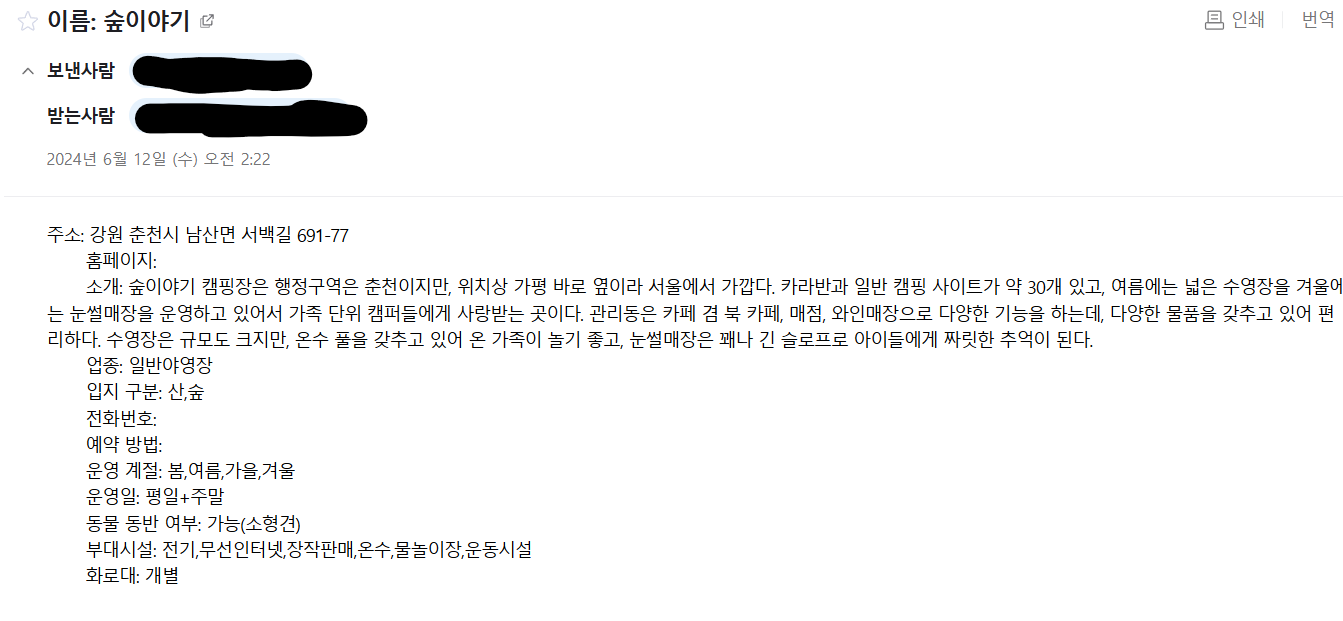 이름: 숲이야기
인쇄
번역
보낸사람
받는사람
2024년 6월 12일 (수) 오전 2:22
주소: 강원 춘천시 남산면 서백길 691-77
홈페이지:
소개: 숲이야기 캠핑장은 행정구역은 춘천이지만, 위치상 가평 바로 옆이라 서울에서 가깝다. 카라반과 일반 캠핑 사이트가 약 30개 있고, 여름에는 넓은 수영장을 겨울에
는 눈썰매장을 운영하고 있어서 가족 단위 캠퍼들에게 사랑받는 곳이다. 관리동은 카페 겸 북 카페, 매점, 와인매장으로 다양한 기능을 하는데, 다양한 물품을 갖추고 있어 편
리하다. 수영장은 규모도 크지만, 온수 풀을 갖추고 있어 온 가족이 놀기 좋고, 눈썰매장은 꽤나 긴 슬로프로 아이들에게 짜릿한 추억이 된다.
업종: 일반야영장
입지 구분: 산,숲
전화번호:
예약 방법:
운영 계절: 봄,여름,가을,겨울
운영일: 평일+주말
동물 동반 여부: 가능(소형견)
부대시설: 전기,무선인터넷,장작판매,온수,물놀이장,운동시설
화로대: 개별